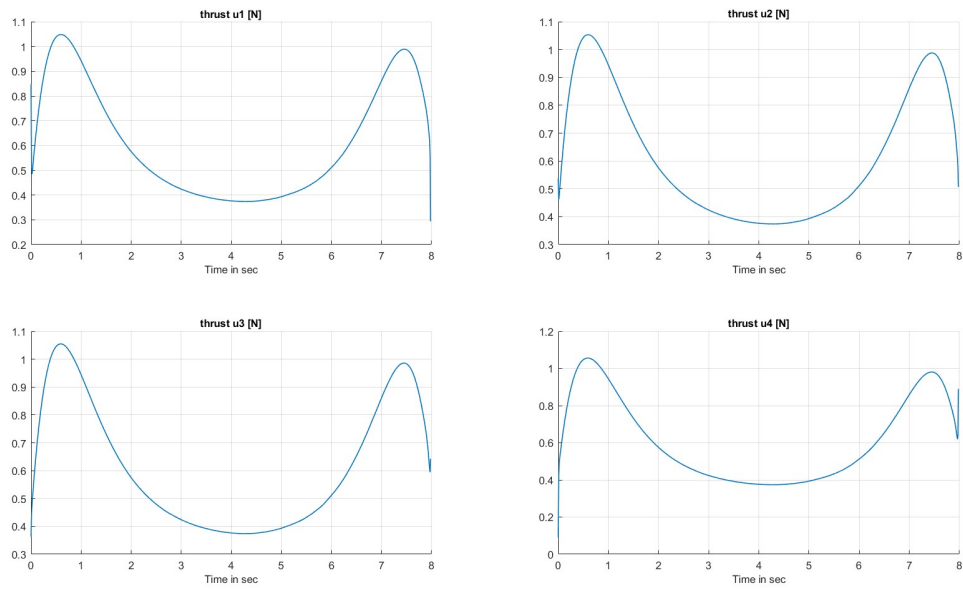 thrust u1 [N]
1.1
1
0.9
0.8
0.7
0.6
0.5
0.4
0.3
0.2
0 1 2 3 4 5 6 7 8
Time in sec
thrust u2 [N]
1.1
1
0.9
0.8
0.7
0.6
0.5
0.4
0.3
0 1 2 3 4 5 6 7 8
Time in sec
thrust u3 [N]
1.1
1
0.9
0.8
0.7
0.6
0.5
0.4
0.3
0 1 2 3 4 5 6 7 8
Time in sec
thrust u4 [N]
1.2
1
0.8
0.6
0.4
0.2
0
0 1 2 3 4 5 6 7 8
Time in sec